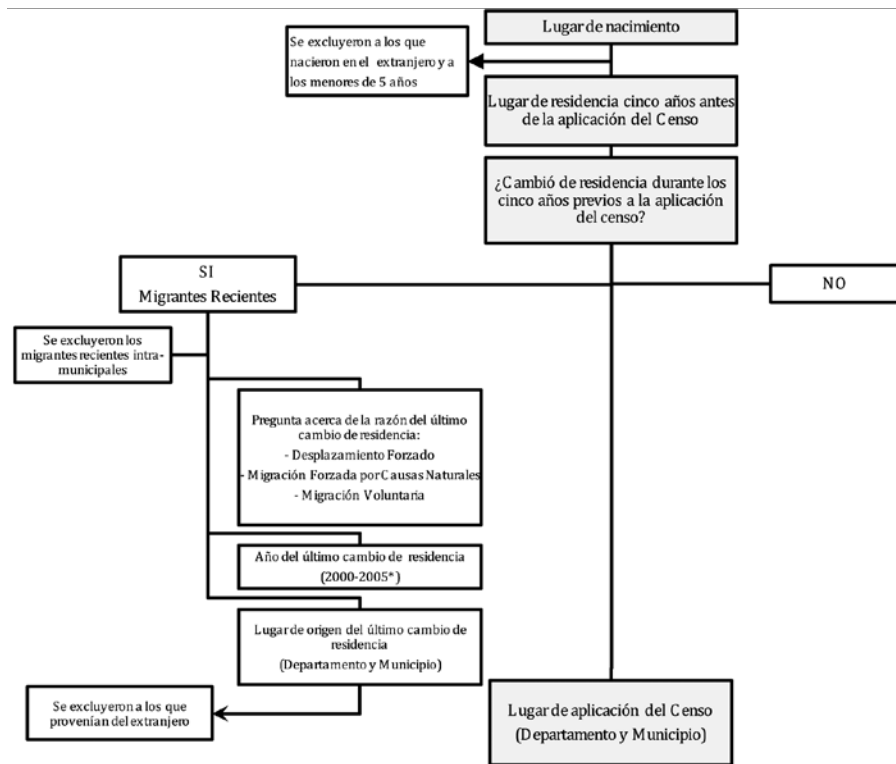 Lugar de nacimiento
Se excluyeron a los que
nacieron en el extranjero y a
los menores de 5 años
Lugar de residencia cinco años antes
de la aplicación del Censo
¿Cambió de residencia durante los
cinco años previos a la aplicación
del censo?
SI
Migrantes Recientes
NO
Se excluyeron los
migrantes recientes intra-
municipales
Pregunta acerca de la razón del último
cambio de residencia:
- Desplazamiento Forzado
- Migración Forzada por Causas Naturales
- Migración Voluntaria
Año del último cambio de residencia
(2000-2005*)
Lugar de origen del último cambio de
residencia
(Departamento y Municipio)
Se excluyeron a los que
provenían del extranjero
Lugar de aplicación del Censo
(Departamento y Municipio)